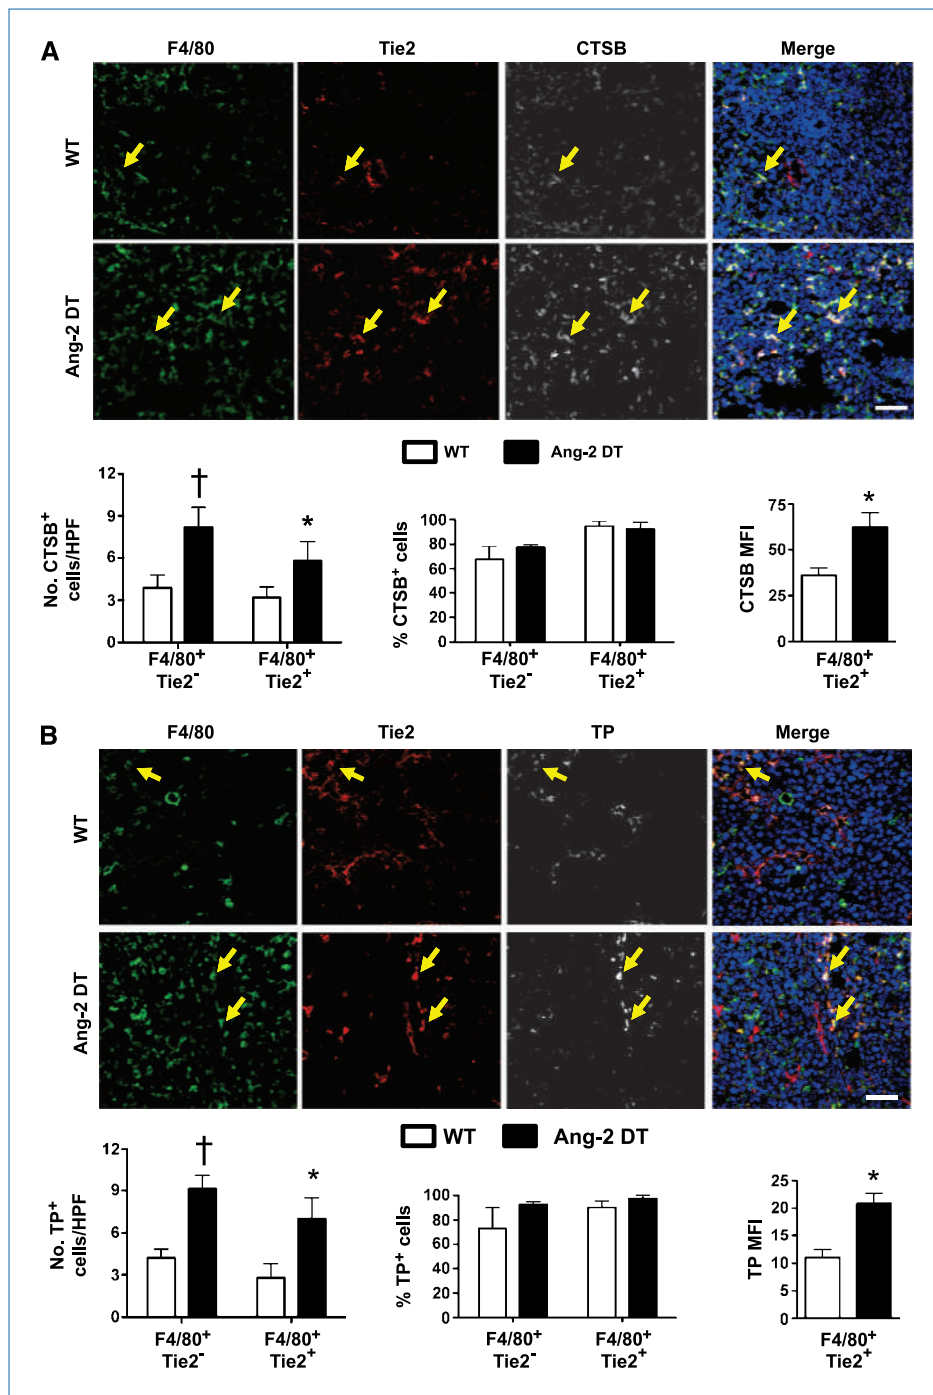 A
F4/80 Tie2 CTSB Merge
WT
Ang-2 DT
WT Ang-2 DT
No. CTSB+
cells/HPF
12
9
6
3
0
†
*
F4/80+
Tie2-
F4/80+
Tie2+
% CTSB+ cells
100
80
60
40
20
0
F4/80+
Tie2-
F4/80+
Tie2+
CTSB MFI
75
50
25
0
*
F4/80+
Tie2+
B
F4/80 Tie2 TP Merge
WT
Ang-2 DT
WT Ang-2 DT
No. TP+
cells/HPF
12
9
6
3
0
†
*
F4/80+
Tie2-
F4/80+
Tie2+
% TP+ cells
100
80
60
40
20
0
F4/80+
Tie2-
F4/80+
Tie2+
TP MFI
25
20
15
10
5
0
*
F4/80+
Tie2+